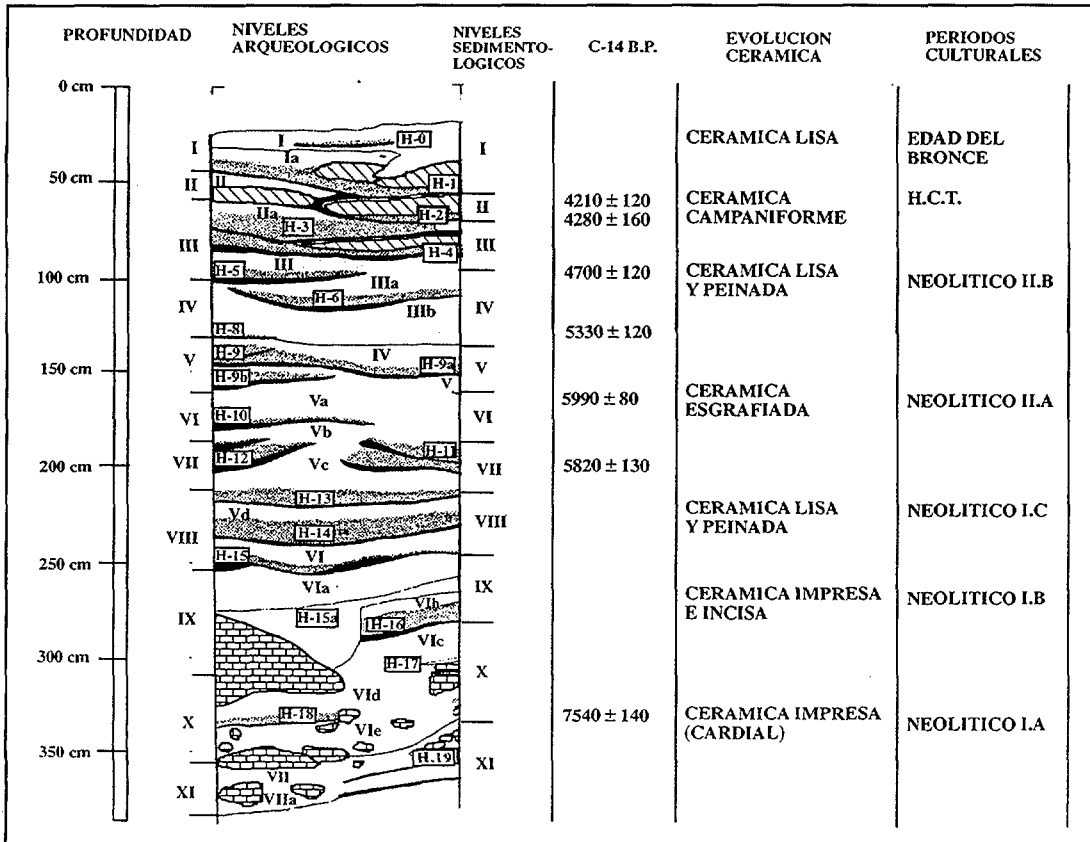 PROFUNDIDAD
NIVELES
ARQUEOLOGICOS
NIVELES
SEDIMENTO-
LOGICOS
C-14 B.P.
EVOLUCION
CERAMICA
PERIODOS
CULTURALES
0 cm
I
I
H-0
I
CERAMICA LISA
EDAD DEL
BRONCE
Ia
50 cm
II
II
H-1
4210 ± 120
CERAMICA
H.C.T.
IIa
H-2
II
4280 ± 160
CAMPANIFORME
H-3
III
H-4
III
100 cm
H-5
III
IIIa
4700 ± 120
CERAMICA LISA
Y PEINADA
NEOLITICO II.B
H-6
IV
IIIb
IV
H-8
5330 ± 120
150 cm
V
H-9
IV
H-9a
V
H-9b
V
Va
5990 ± 80
CERAMICA
ESGRAFIADA
NEOLITICO II.A
VI
H-10
VI
Vb
200 cm
VII
H-12
Vc
H-11
VII
5820 ± 130
H-13
Vd
VIII
CERAMICA LISA
Y PEINADA
NEOLITICO I.C
VIII
H-14
250 cm
H-15
VI
VIa
IX
IX
H-15a
VIb
H-16
CERAMICA IMPRESA
E INCISA
NEOLITICO I.B
VIc
300 cm
H-17
X
VId
X
H-18
VIe
7540 ± 140
CERAMICA IMPRESA
(CARDIAL)
NEOLITICO I.A
350 cm
H.19
XI
VII
XI
VIIa